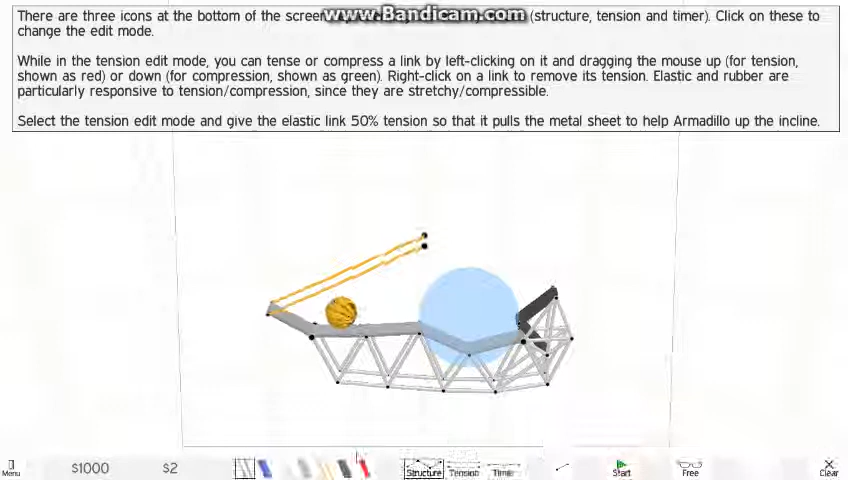 There are three icons at the bottom of the screen (structure, tension and timer). Click on these to
www.Bandicam.com
change the edit mode.
While in the tension edit mode, you can tense or compress a link by left-clicking on it and dragging the mouse up (for tension,
shown as red) or down (for compression, shown as green). Right-click on a link to remove its tension. Elastic and rubber are
particularly responsive to tension/compression, since they are stretchy/compressible.
Select the tension edit mode and give the elastic link 50% tension so that it pulls the metal sheet to help Armadillo up the incline.
Menu
$1000
$2
Structure
Tension
Timer
Start
Free
Clear